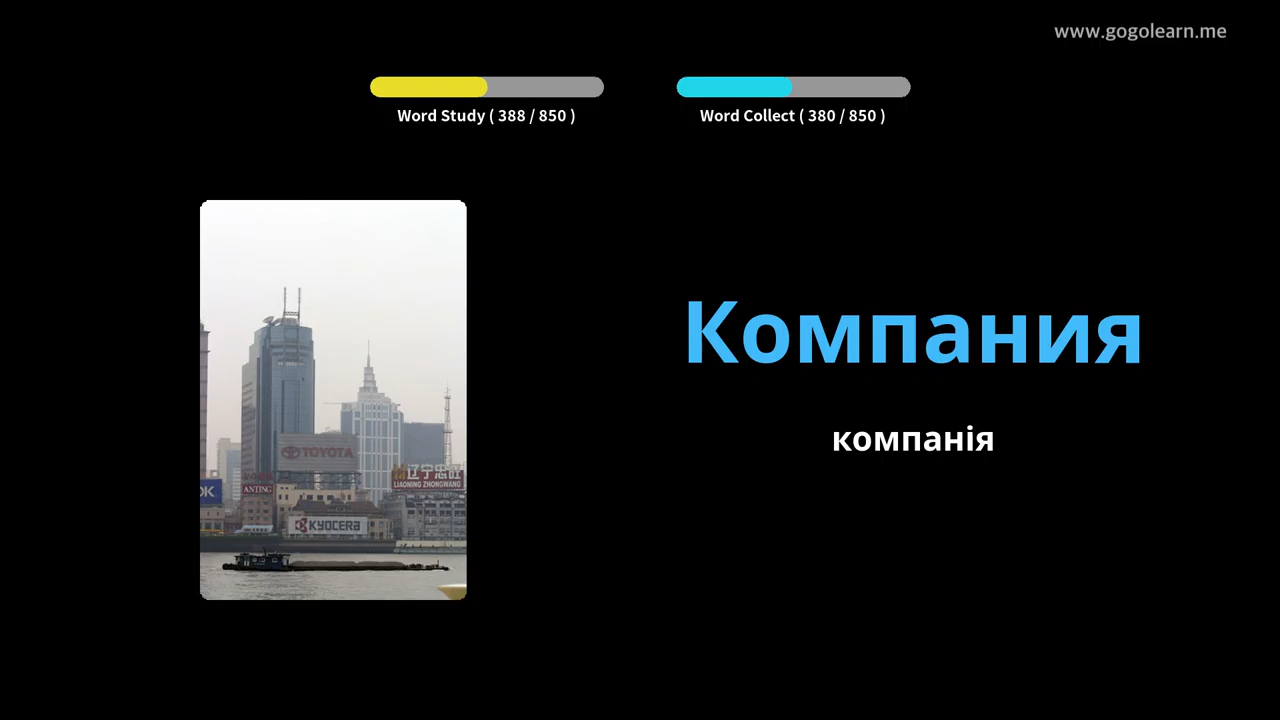 www.gogolearn.me
Word Study ( 388 / 850 )
Word Collect ( 380 / 850 )
Компания
компанія
TOYOTA
辽宁忠旺
LIAONING ZHONGWANG
ANTING
KYOCERA